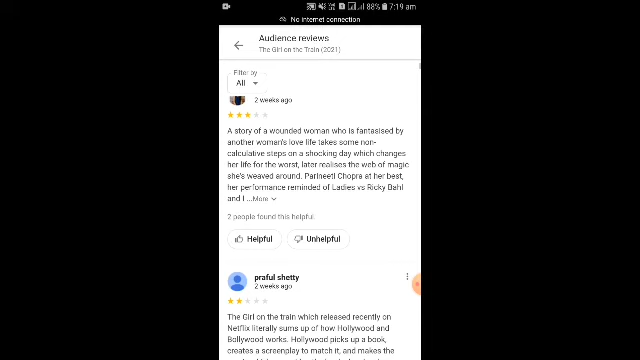 88% 7:19 am
No internet connection
Audience reviews
The Girl on the Train (2021)
Filter by
All
2 weeks ago
A story of a wounded woman who is fantasised by
another woman's love life takes some non-
calculative steps on a shocking day which changes
her life for the worst, later realises the web of magic
she's weaved around. Parineeti Chopra at her best,
her performance reminded of Ladies vs Ricky Bahl
and I ...More
2 people found this helpful
Helpful
Unhelpful
praful shetty
2 weeks ago
The Girl on the train which released recently on
Netflix literally sums up of how Hollywood and
Bollywood works. Hollywood picks up a book,
creates a screenplay to match it, and makes the